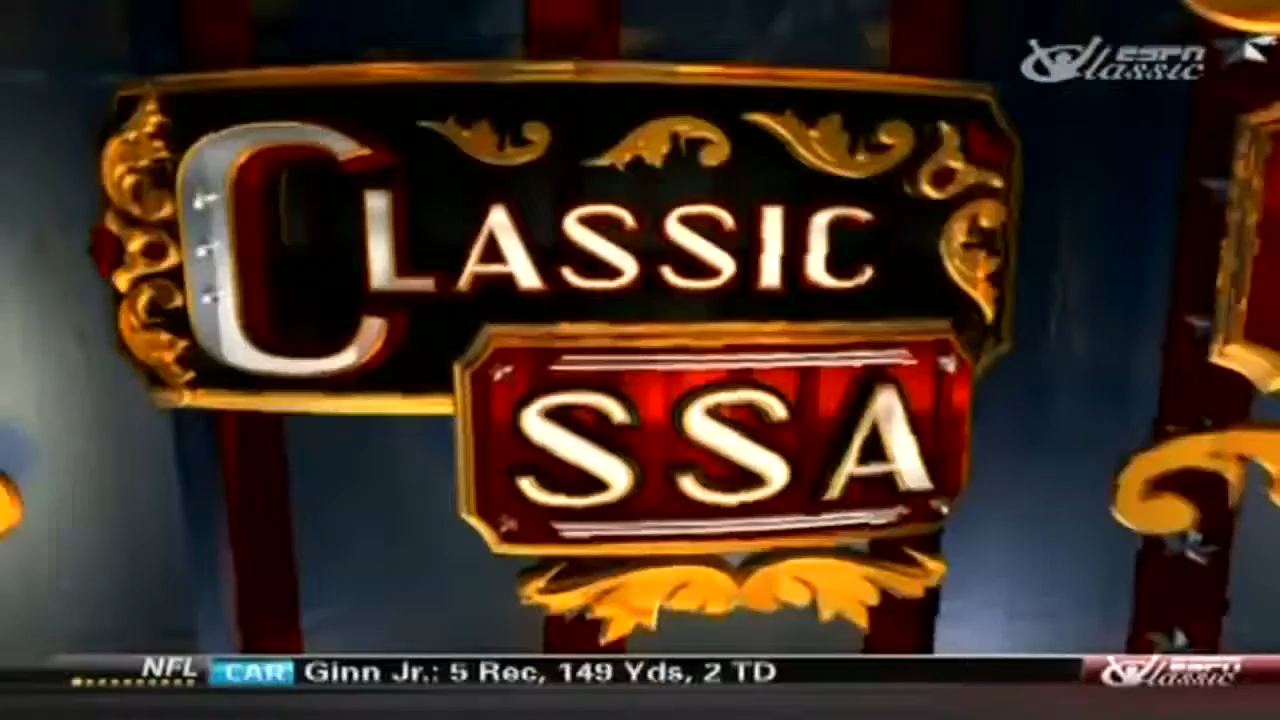 ESPN
Classic
CLASSIC
SSA
NFL CAR Ginn Jr.: 5 Rec, 149 Yds, 2 TD
ESPN
Classic